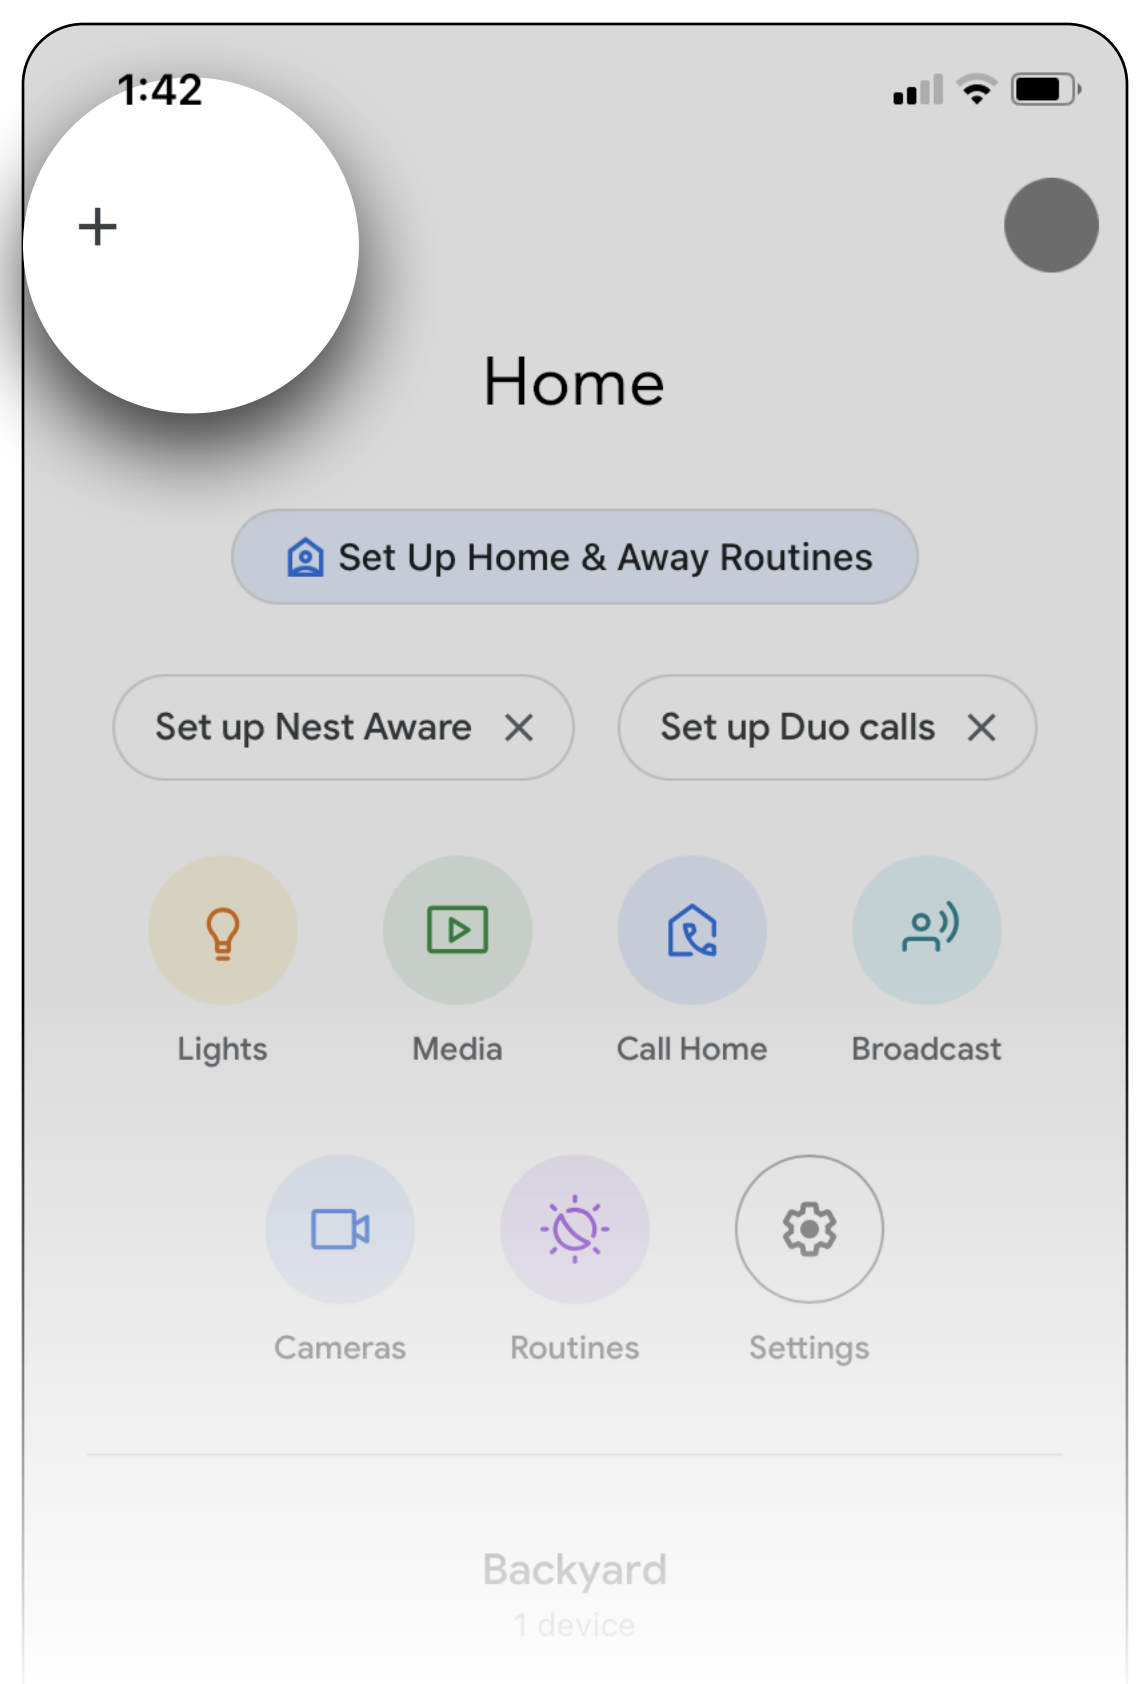 1:42
+
Home
Set Up Home & Away Routines
Set up Nest Aware
Set up Duo calls
Lights
Media
Call Home
Broadcast
Cameras
Routines
Settings
Backyard
1 device